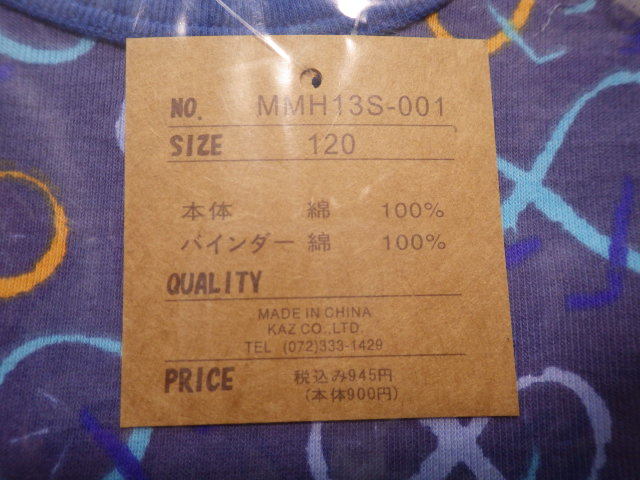 NO. MMH13S-001
SIZE 120
本体 綿 100%
バインダー 綿 100%
QUALITY
MADE IN CHINA
KAZ CO.,LTD.
TEL (072)333-1429
PRICE 税込み945円
(本体900円)